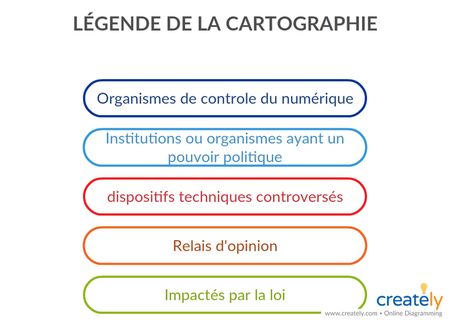 LÉGENDE DE LA CARTOGRAPHIE
Organismes de controle du numérique
Institutions ou organismes ayant un
pouvoir politique
dispositifs techniques controversés
Relais d'opinion
Impactés par la loi
creately
www.creately.com • Online Diagramming